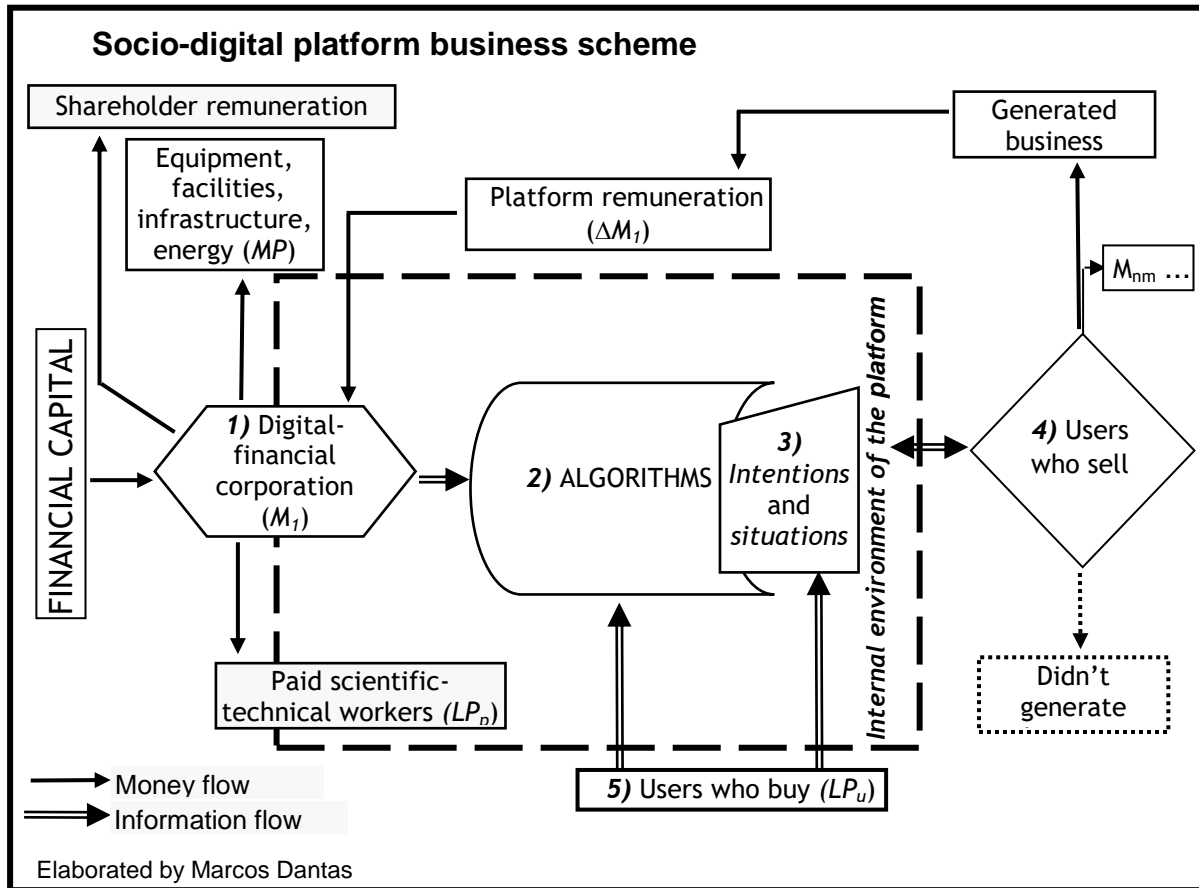 Socio-digital platform business scheme
Shareholder remuneration
Equipment,
facilities,
infrastructure,
energy (MP)
Platform remuneration
(∆M₁)
Generated
business
Mₙₘ ...
FINANCIAL CAPITAL
1) Digital-
financial
corporation
(M₁)
2) ALGORITHMS
3)
Intentions
and
situations
Internal environment of the platform
4) Users
who sell
Paid scientific-
technical workers (LPₚ)
Didn’t
generate
5) Users who buy (LPᵤ)
Money flow
Information flow
Elaborated by Marcos Dantas